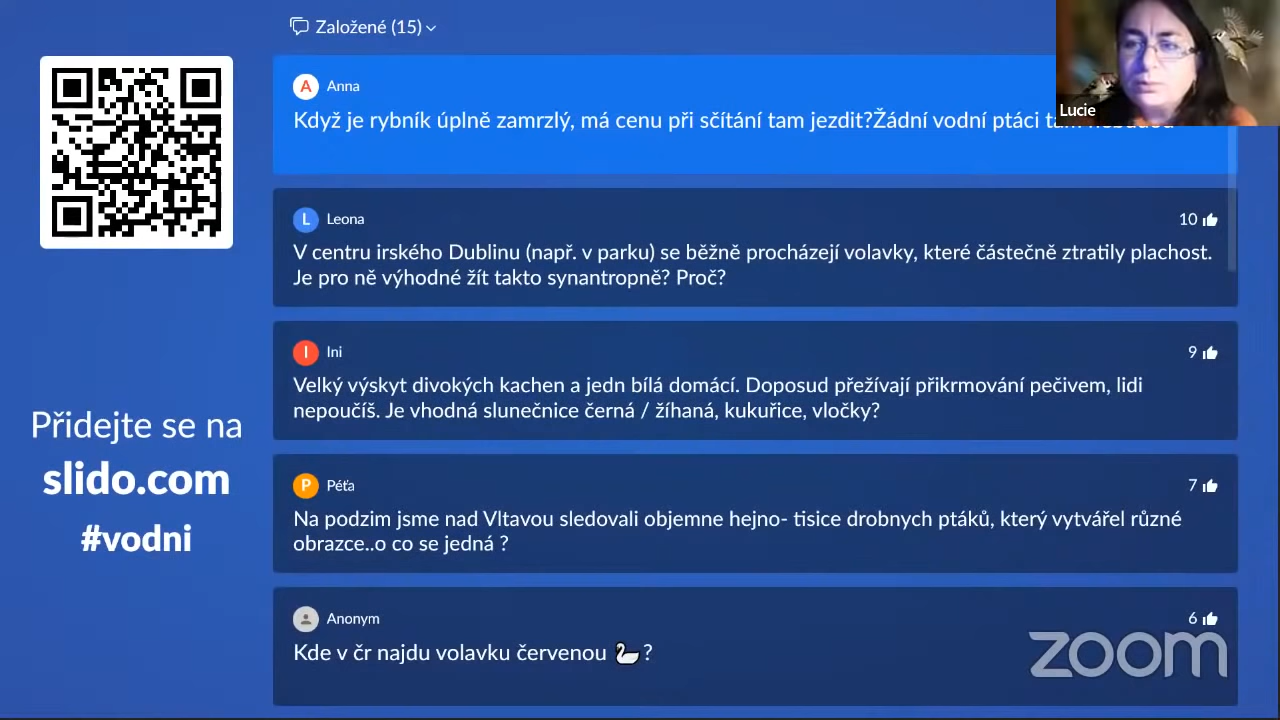 Založené (15)
Lucie
A Anna
Když je rybník úplně zamrzlý, má cenu při sčítání tam jezdit?Žádní vodní ptáci
L Leona
10
V centru irského Dublinu (např. v parku) se běžně procházejí volavky, které částečně ztratily plachost.
Je pro ně výhodné žít takto synantropně? Proč?
I Ini
9
Velký výskyt divokých kachen a jedn bílá domácí. Doposud přežívají přikrmování pečivem, lidi
nepoučíš. Je vhodná slunečnice černá / žíhaná, kukuřice, vločky?
P Péťa
7
Na podzim jsme nad Vltavou sledovali objemne hejno- tisice drobnych ptáků, který vytvářel různé
obrazce..o co se jedná ?
Anonym
6
Kde v čr najdu volavku červenou 🦢?
Přidejte se na
slido.com
#vodni
zoom